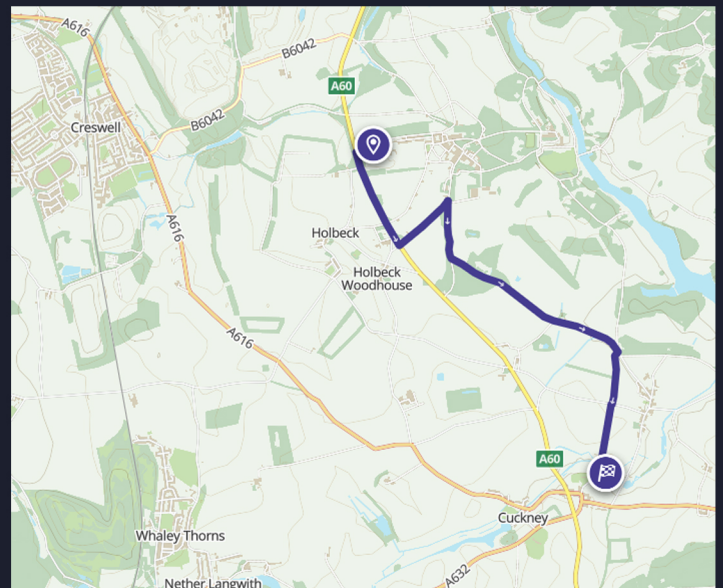 A616
B6042
A60
B6042
Creswell
A616
Holbeck
Holbeck
Woodhouse
A616
A60
Cuckney
Whaley Thorns
A632
Nether Langwith